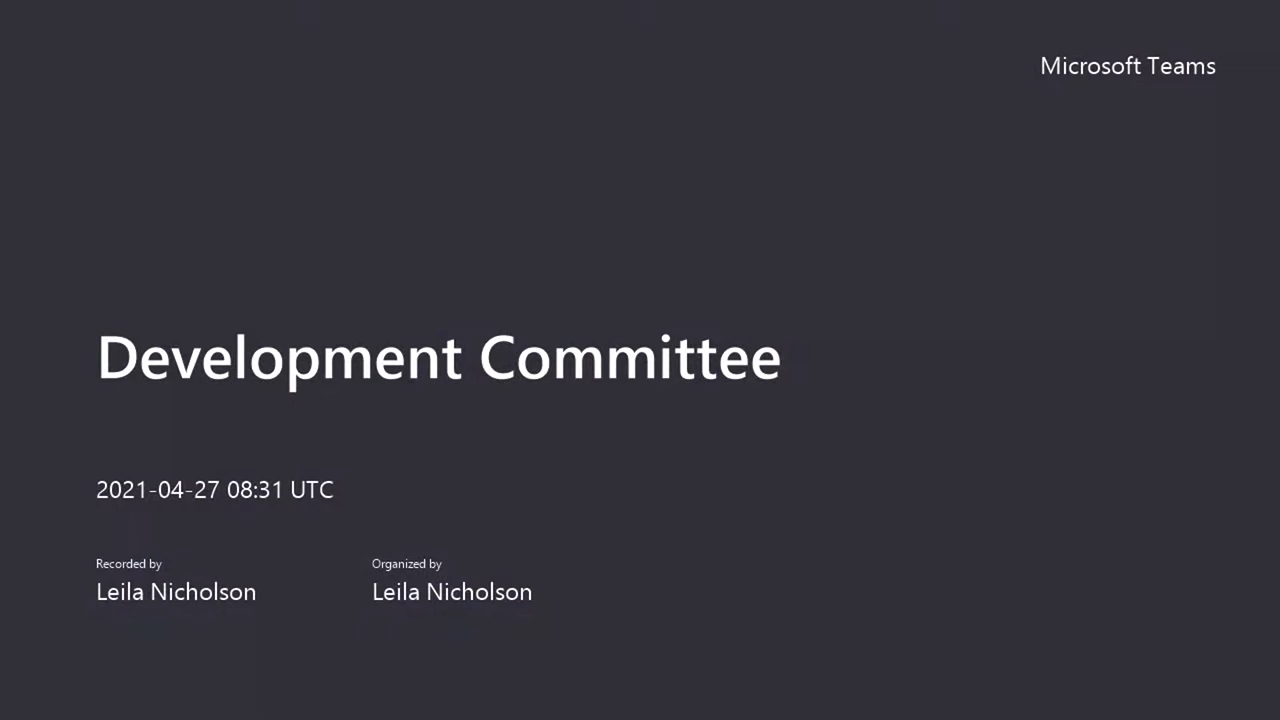 Microsoft Teams
Development Committee
2021-04-27 08:31 UTC
Recorded by
Leila Nicholson
Organized by
Leila Nicholson